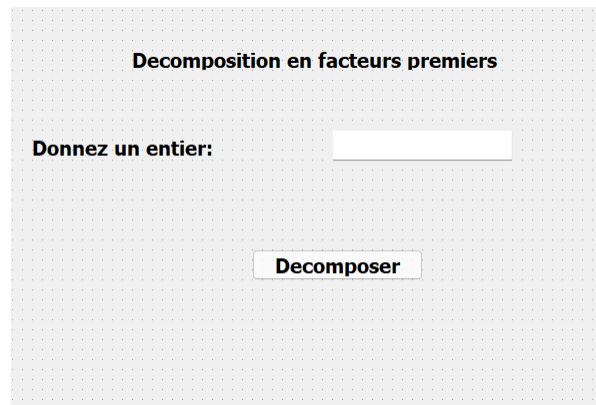 Decomposition en facteurs premiers
Donnez un entier:
Decomposer